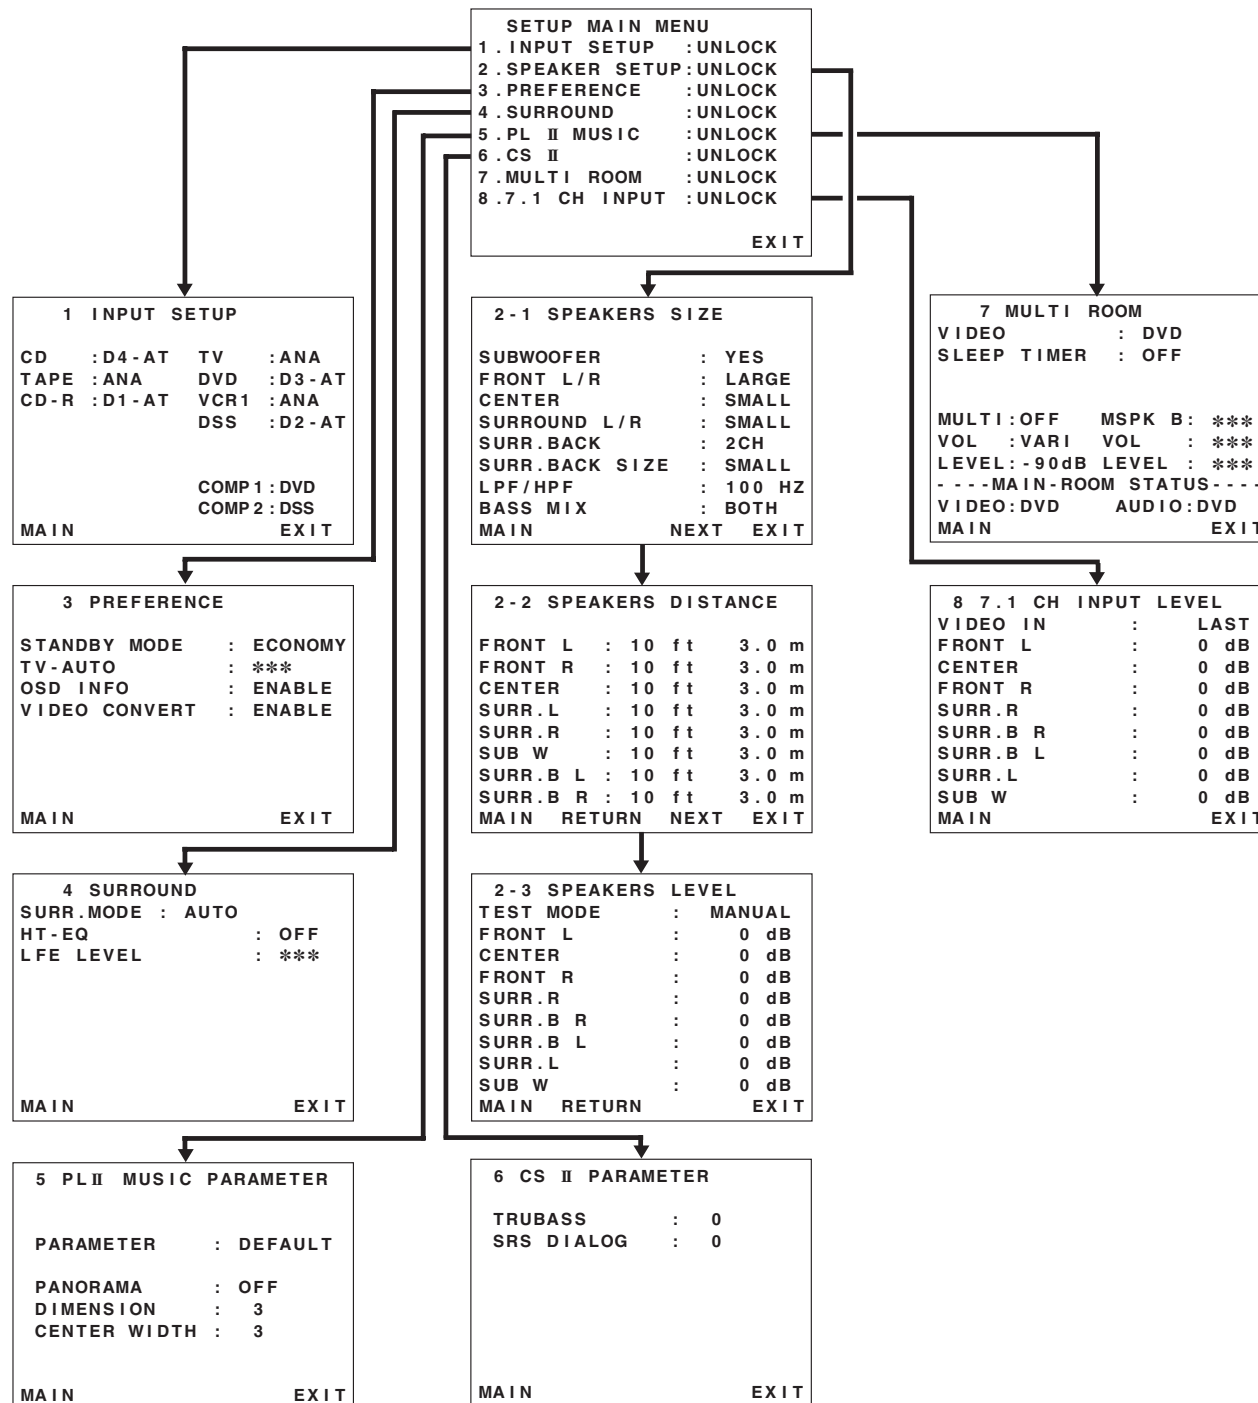 SETUP MAIN MENU
1.INPUT SETUP :UNLOCK
2.SPEAKER SETUP:UNLOCK
3.PREFERENCE :UNLOCK
4.SURROUND :UNLOCK
5.PL Ⅱ MUSIC :UNLOCK
6.CS Ⅱ :UNLOCK
7.MULTI ROOM :UNLOCK
8.7.1 CH INPUT :UNLOCK
EXIT
1 INPUT SETUP
CD :D4-AT TV :ANA
TAPE :ANA DVD :D3-AT
CD-R :D1-AT VCR1 :ANA
DSS :D2-AT
COMP1:DVD
COMP2:DSS
MAIN EXIT
2-1 SPEAKERS SIZE
SUBWOOFER : YES
FRONT L/R : LARGE
CENTER : SMALL
SURROUND L/R : SMALL
SURR.BACK : 2CH
SURR.BACK SIZE : SMALL
LPF/HPF : 100 HZ
BASS MIX : BOTH
MAIN NEXT EXIT
7 MULTI ROOM
VIDEO : DVD
SLEEP TIMER : OFF
MULTI:OFF MSPK B: ***
VOL :VARI VOL : ***
LEVEL:-90dB LEVEL : ***
----MAIN-ROOM STATUS----
VIDEO:DVD AUDIO:DVD
MAIN EXIT
3 PREFERENCE
STANDBY MODE : ECONOMY
TV-AUTO : ***
OSD INFO : ENABLE
VIDEO CONVERT : ENABLE
MAIN EXIT
2-2 SPEAKERS DISTANCE
FRONT L : 10 ft 3.0 m
FRONT R : 10 ft 3.0 m
CENTER : 10 ft 3.0 m
SURR.L : 10 ft 3.0 m
SURR.R : 10 ft 3.0 m
SUB W : 10 ft 3.0 m
SURR.B L : 10 ft 3.0 m
SURR.B R : 10 ft 3.0 m
MAIN RETURN NEXT EXIT
8 7.1 CH INPUT LEVEL
VIDEO IN : LAST
FRONT L : 0 dB
CENTER : 0 dB
FRONT R : 0 dB
SURR.R : 0 dB
SURR.B R : 0 dB
SURR.B L : 0 dB
SURR.L : 0 dB
SUB W : 0 dB
MAIN EXIT
4 SURROUND
SURR.MODE : AUTO
HT-EQ : OFF
LFE LEVEL : ***
MAIN EXIT
2-3 SPEAKERS LEVEL
TEST MODE : MANUAL
FRONT L : 0 dB
CENTER : 0 dB
FRONT R : 0 dB
SURR.R : 0 dB
SURR.B R : 0 dB
SURR.B L : 0 dB
SURR.L : 0 dB
SUB W : 0 dB
MAIN RETURN EXIT
5 PLⅡ MUSIC PARAMETER
PARAMETER : DEFAULT
PANORAMA : OFF
DIMENSION : 3
CENTER WIDTH : 3
MAIN EXIT
6 CS Ⅱ PARAMETER
TRUBASS : 0
SRS DIALOG : 0
MAIN EXIT